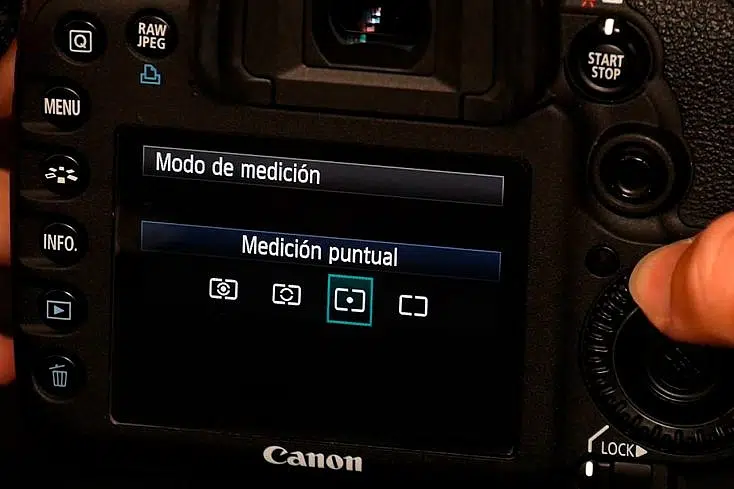 RAW
JPEG
Q
START
STOP
MENU
Modo de medición
INFO.
Medición puntual
Canon
LOCK